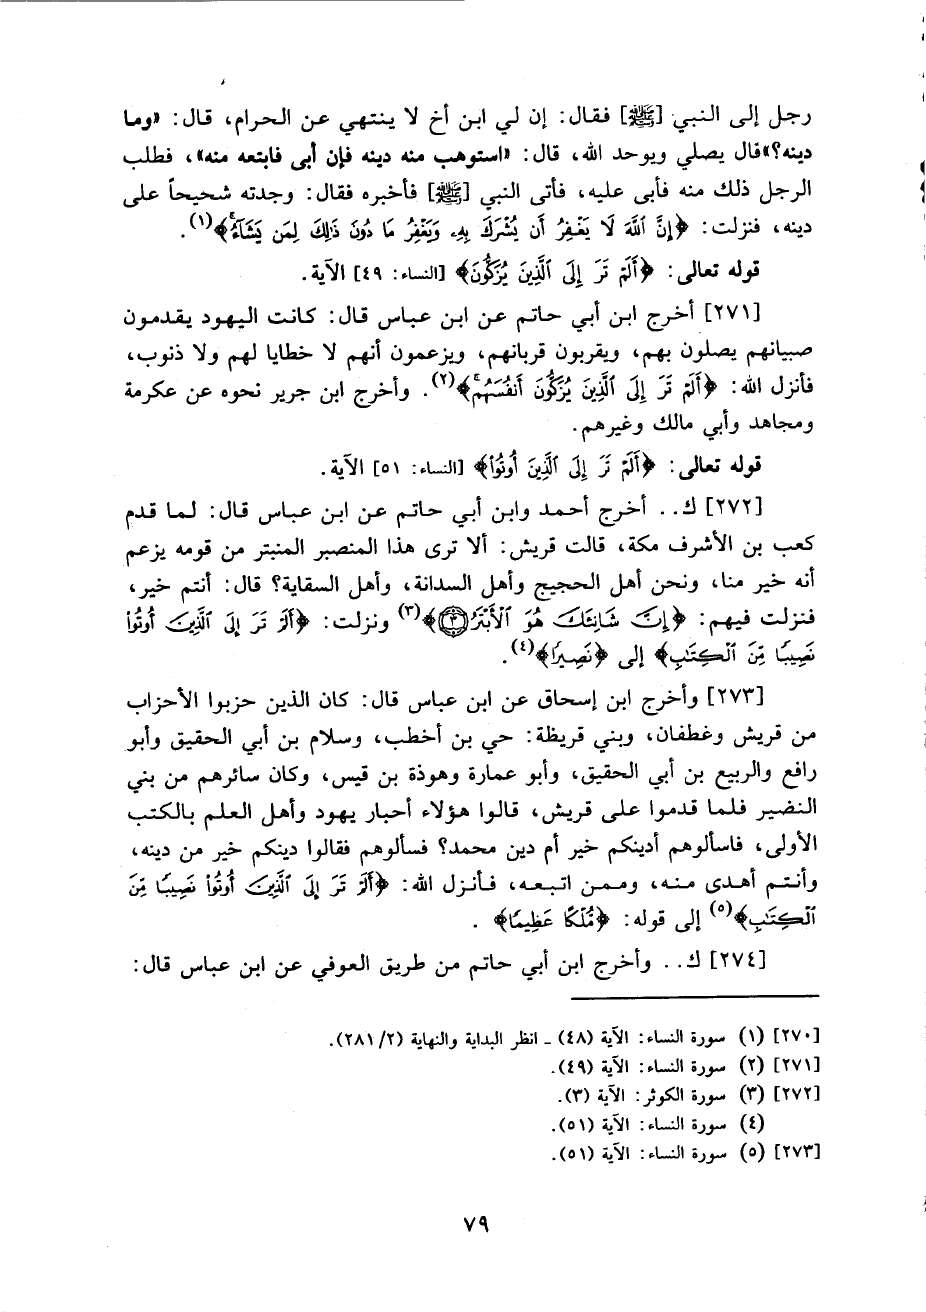 رجل إلى النبي [ﷺ] فقال: إن لي ابن أخ لا ينتهي عن الحرام، قال: «وما
دينه؟» قال يصلي ويوحد الله، قال: «استوهب منه دينه فإن أبى فابتعه منه»، فطلب
الرجل ذلك منه فأبى عليه، فأتى النبي [ﷺ] فأخبره فقال: وجدته شحيحاً على
دينه، فنزلت: ﴿إِنَّ ٱللَّهَ لَا يَغْفِرُ أَن يُشْرَكَ بِهِۦ وَيَغْفِرُ مَا دُونَ ذَٰلِكَ لِمَن يَشَآءُۚ﴾(١).
قوله تعالى: ﴿أَلَمْ تَرَ إِلَى ٱلَّذِينَ يُزَكُّونَ﴾ [النساء: ٤٩] الآية.
[٢٧١] أخرج ابن أبي حاتم عن ابن عباس قال: كانت اليهود يقدمون
صبيانهم يصلون بهم، ويقربون قربانهم، ويزعمون أنهم لا خطايا لهم ولا ذنوب،
فأنزل الله: ﴿أَلَمْ تَرَ إِلَى ٱلَّذِينَ يُزَكُّونَ أَنفُسَهُمۚ﴾(٢). وأخرج ابن جرير نحوه عن عكرمة
ومجاهد وأبي مالك وغيرهم.
قوله تعالى: ﴿أَلَمْ تَرَ إِلَى ٱلَّذِينَ أُوتُوا۟﴾ [النساء: ٥١] الآية.
[٢٧٢] ك.. أخرج أحمد وابن أبي حاتم عن ابن عباس قال: لما قدم
كعب بن الأشرف مكة، قالت قريش: ألا ترى هذا المنصبر المنبتر من قومه يزعم
أنه خير منا، ونحن أهل الحجيج وأهل السدانة، وأهل السقاية؟ قال: أنتم خير،
فنزلت فيهم: ﴿إِنَّ شَانِئَكَ هُوَ ٱلْأَبْتَرُ ۝٣﴾(٣) ونزلت: ﴿أَلَمْ تَرَ إِلَى ٱلَّذِينَ أُوتُوا۟
نَصِيبًا مِّنَ ٱلْكِتَٰبِ﴾ إلى ﴿نَصِيرًا﴾(٤).
[٢٧٣] وأخرج ابن إسحاق عن ابن عباس قال: كان الذين حزبوا الأحزاب
من قريش وغطفان، وبني قريظة: حي بن أخطب، وسلام بن أبي الحقيق وأبو
رافع والربيع بن أبي الحقيق، وأبو عمارة وهوذة بن قيس، وكان سائرهم من بني
النضير فلما قدموا على قريش، قالوا هؤلاء أحبار يهود وأهل العلم بالكتب
الأولى، فاسألوهم أدينكم خير أم دين محمد؟ فسألوهم فقالوا دينكم خير من دينه،
وأنتم أهدى منه، وممن اتبعه، فأنزل الله: ﴿أَلَمْ تَرَ إِلَى ٱلَّذِينَ أُوتُوا۟ نَصِيبًا مِّنَ
ٱلْكِتَٰبِ﴾(٥) إلى قوله: ﴿مُّلْكًا عَظِيمًا﴾ .
[٢٧٤] ك.. وأخرج ابن أبي حاتم من طريق العوفي عن ابن عباس قال:
[٢٧٠] (١) سورة النساء: الآية (٤٨) ـ انظر البداية والنهاية (٢٨١/٢).
[٢٧١] (٢) سورة النساء: الآية (٤٩).
[٢٧٢] (٣) سورة الكوثر: الآية (٣).
(٤) سورة النساء: الآية (٥١).
[٢٧٣] (٥) سورة النساء: الآية (٥١).
٧٩